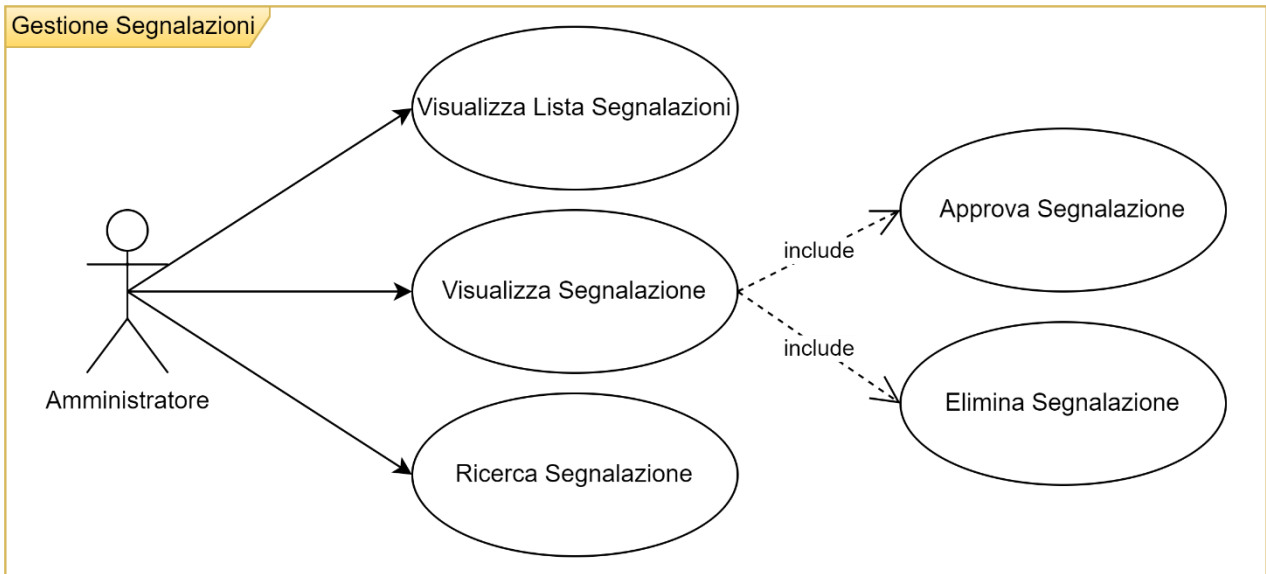 Gestione Segnalazioni
Visualizza Lista Segnalazioni
Approva Segnalazione
include
Visualizza Segnalazione
include
Elimina Segnalazione
Amministratore
Ricerca Segnalazione